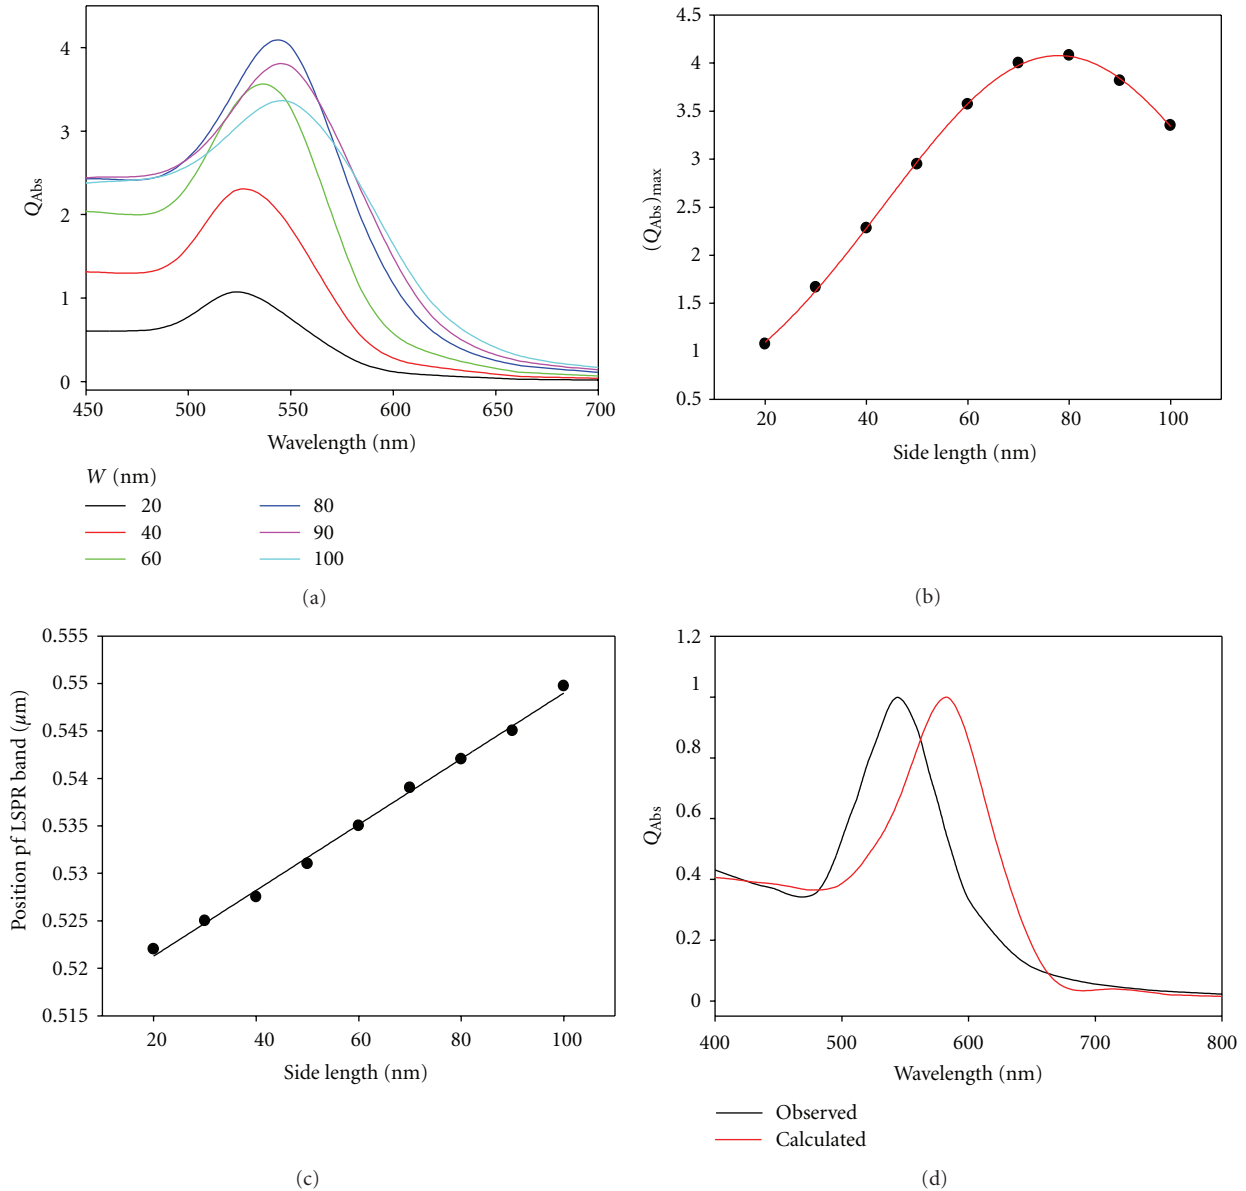 4
3
2
1
0
Q_Abs
450 500 550 600 650 700
Wavelength (nm)
W (nm)
20 80
40 90
60 100
(a)
4.5
4
3.5
3
2.5
2
1.5
1
0.5
(Q_Abs)_max
20 40 60 80 100
Side length (nm)
(b)
0.555
0.55
0.545
0.54
0.535
0.53
0.525
0.52
0.515
Position pf LSPR band (μm)
20 40 60 80 100
Side length (nm)
(c)
1.2
1
0.8
0.6
0.4
0.2
0
Q_Abs
400 500 600 700 800
Wavelength (nm)
Observed
Calculated
(d)